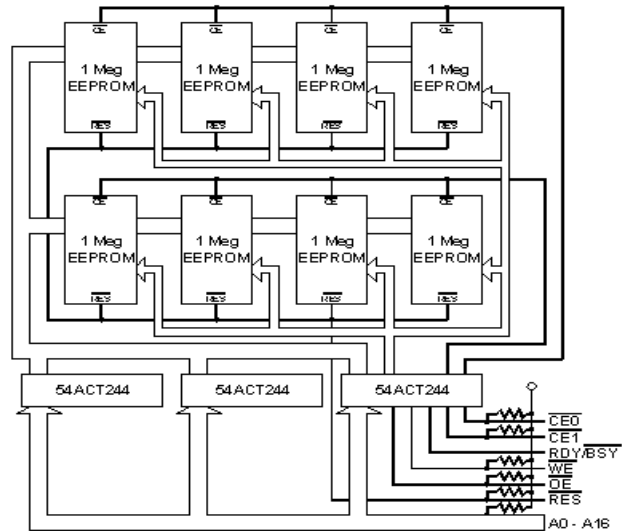 CE CE CE CE
1 Meg EEPROM 1 Meg EEPROM 1 Meg EEPROM 1 Meg EEPROM
RES RES RES RES
CE CE CE CE
1 Meg EEPROM 1 Meg EEPROM 1 Meg EEPROM 1 Meg EEPROM
RES RES RES RES
54ACT244 54ACT244 54ACT244
CE0
CE1
RDY/BSY
WE
OE
RES
A0 - A16